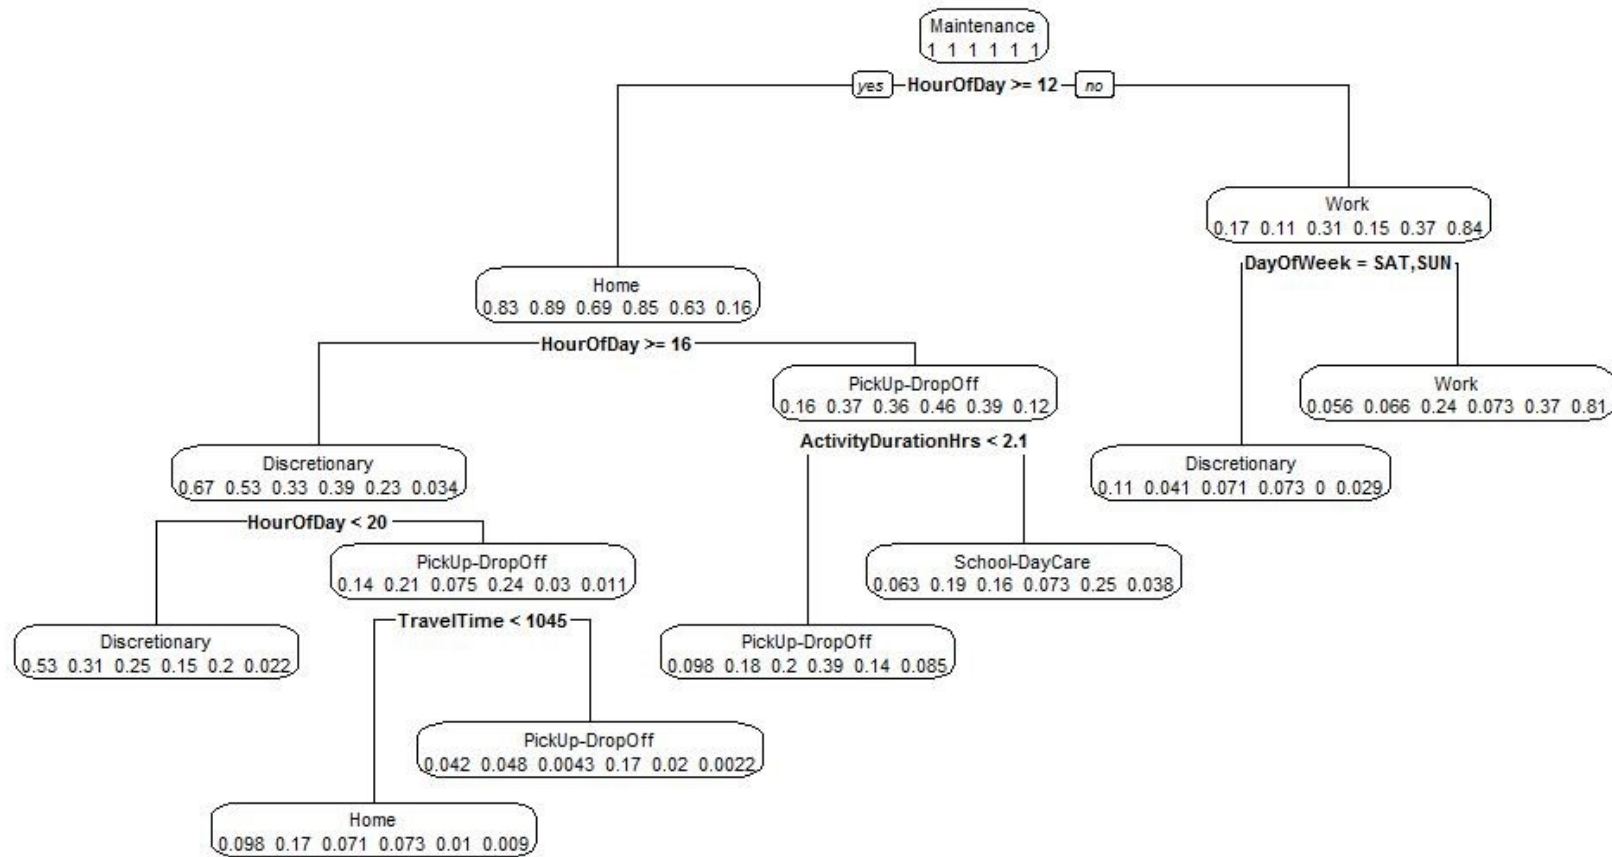 Maintenance
1 1 1 1 1 1
yes HourOfDay >= 12 no
Work
0.17 0.11 0.31 0.15 0.37 0.84
DayOfWeek = SAT,SUN
Home
0.83 0.89 0.69 0.85 0.63 0.16
HourOfDay >= 16
PickUp-DropOff
0.16 0.37 0.36 0.46 0.39 0.12
Work
0.056 0.066 0.24 0.073 0.37 0.81
ActivityDurationHrs < 2.1
Discretionary
0.67 0.53 0.33 0.39 0.23 0.034
Discretionary
0.11 0.041 0.071 0.073 0 0.029
HourOfDay < 20
PickUp-DropOff
0.14 0.21 0.075 0.24 0.03 0.011
School-DayCare
0.063 0.19 0.16 0.073 0.25 0.038
TravelTime < 1045
Discretionary
0.53 0.31 0.25 0.15 0.2 0.022
PickUp-DropOff
0.098 0.18 0.2 0.39 0.14 0.085
PickUp-DropOff
0.042 0.048 0.0043 0.17 0.02 0.0022
Home
0.098 0.17 0.071 0.073 0.01 0.009